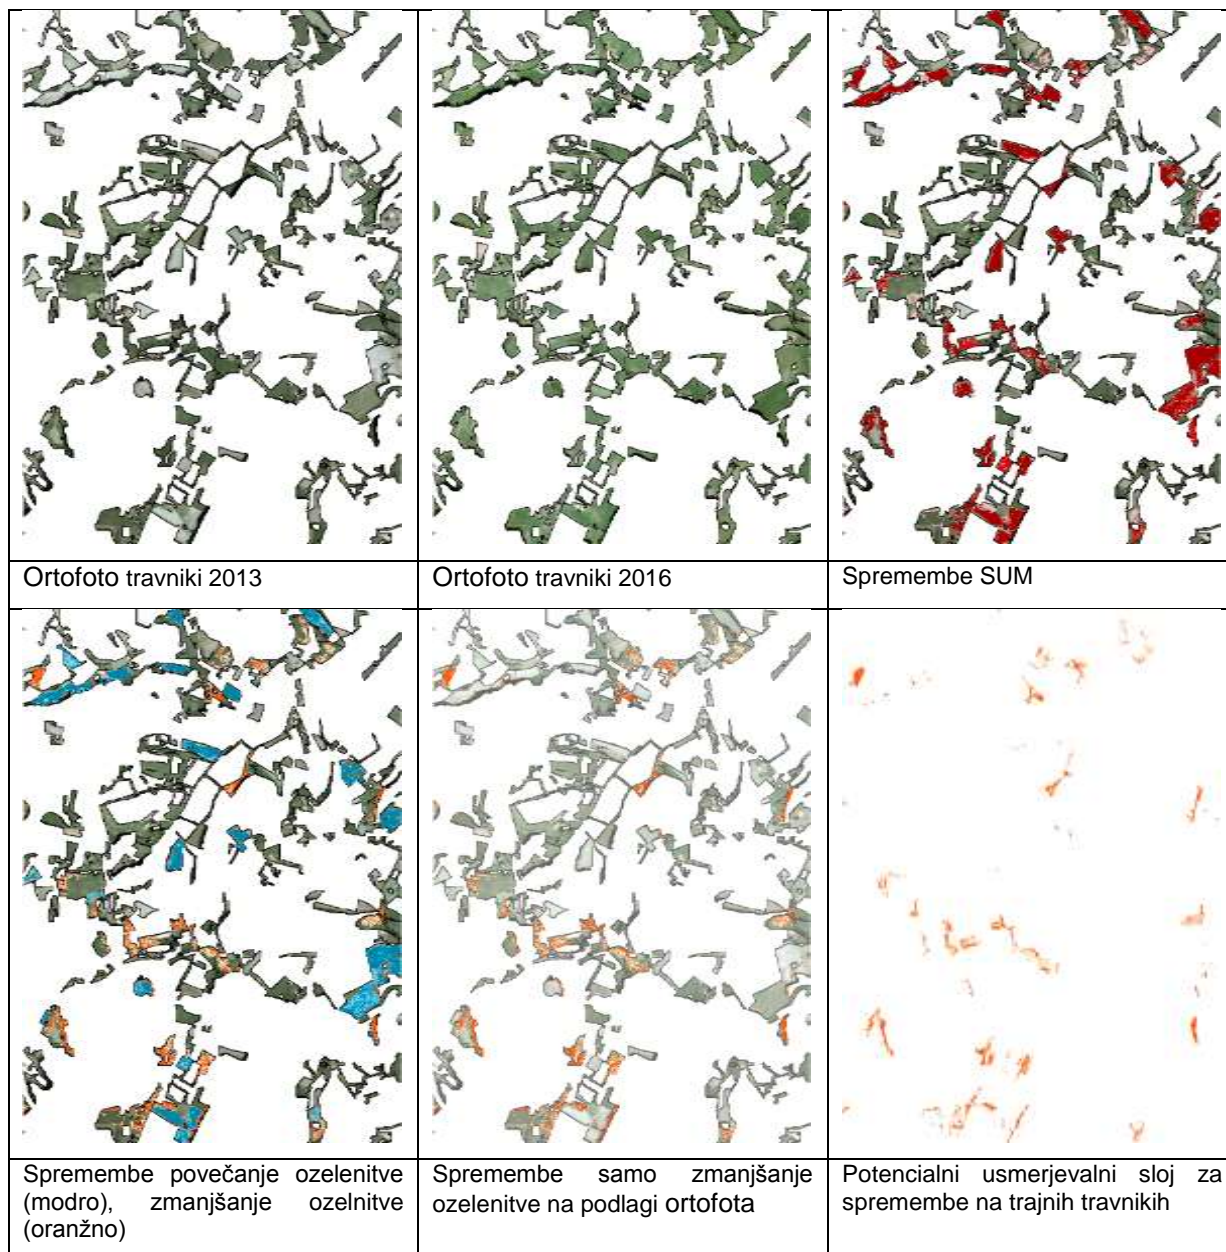 Ortofoto travniki 2013
Ortofoto travniki 2016
Spremembe SUM
Spremembe povečanje ozelenitve
(modro), zmanjšanje ozelnitve
(oranžno)
Spremembe samo zmanjšanje
ozelenitve na podlagi ortofota
Potencialni usmerjevalni sloj za
spremembe na trajnih travnikih